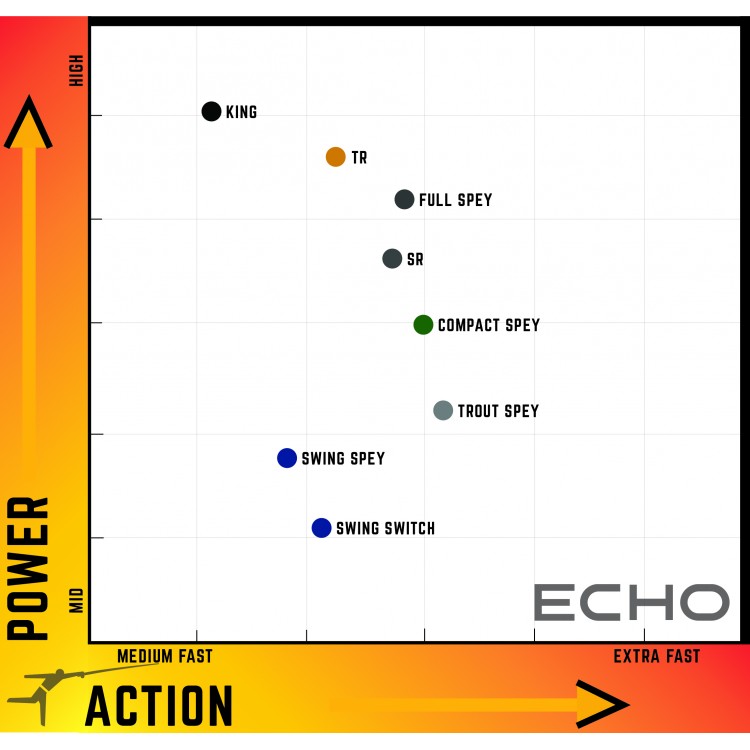 HIGH
KING
TR
FULL SPEY
SR
COMPACT SPEY
TROUT SPEY
SWING SPEY
SWING SWITCH
POWER
MID
ECHO
MEDIUM FAST
EXTRA FAST
ACTION